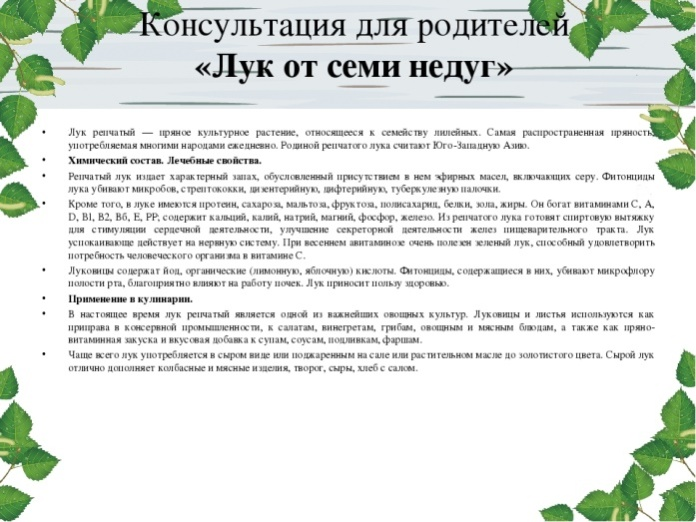 Консультация для родителей
«Лук от семи недуг»
• Лук репчатый — пряное культурное растение, относящееся к семейству лилейных. Самая распространенная пряность,
употребляемая многими народами ежедневно. Родиной репчатого лука считают Юго-Западную Азию.
• Химический состав. Лечебные свойства.
• Репчатый лук издает характерный запах, обусловленный присутствием в нем эфирных масел, включающих серу. Фитонциды
лука убивают микробов, стрептококки, дизентерийную, дифтерийную, туберкулезную палочки.
• Кроме того, в луке имеются протеин, сахароза, мальтоза, фруктоза, полисахарид, белки, зола, жиры. Он богат витаминами С, А,
D, В1, В2, В6, Е, РР, содержит кальций, калий, натрий, магний, фосфор, железо. Из репчатого лука готовят спиртовую вытяжку
для стимуляции сердечной деятельности, улучшение секреторной деятельности желез пищеварительного тракта. Лук
успокаивающе действует на нервную систему. При весеннем авитаминозе очень полезен зеленый лук, способный удовлетворить
потребность человеческого организма в витамине С.
• Луковицы содержат йод, органические (лимонную, яблочную) кислоты. Фитонциды, содержащиеся в них, убивают микрофлору
полости рта, благоприятно влияют на работу почек. Лук приносит пользу здоровью.
• Применение в кулинарии.
• В настоящее время лук репчатый является одной из важнейших овощных культур. Луковицы и листья используются как
приправа в консервной промышленности, к салатам, винегретам, грибам, овощным и мясным блюдам, а также как пряно-
витаминная закуска и вкусовая добавка к супам, соусам, подливкам, фаршам.
• Чаще всего лук употребляется в сыром виде или поджаренным на сале или растительном масле до золотистого цвета. Сырой лук
отлично дополняет колбасные и мясные изделия, творог, сыры, хлеб с салом.